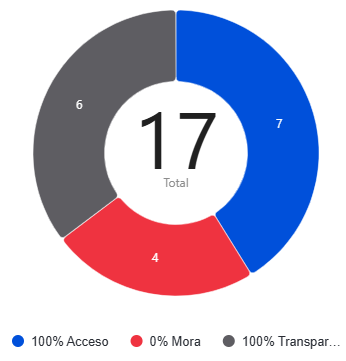 6
7
17
Total
4
100% Acceso
0% Mora
100% Transpar...